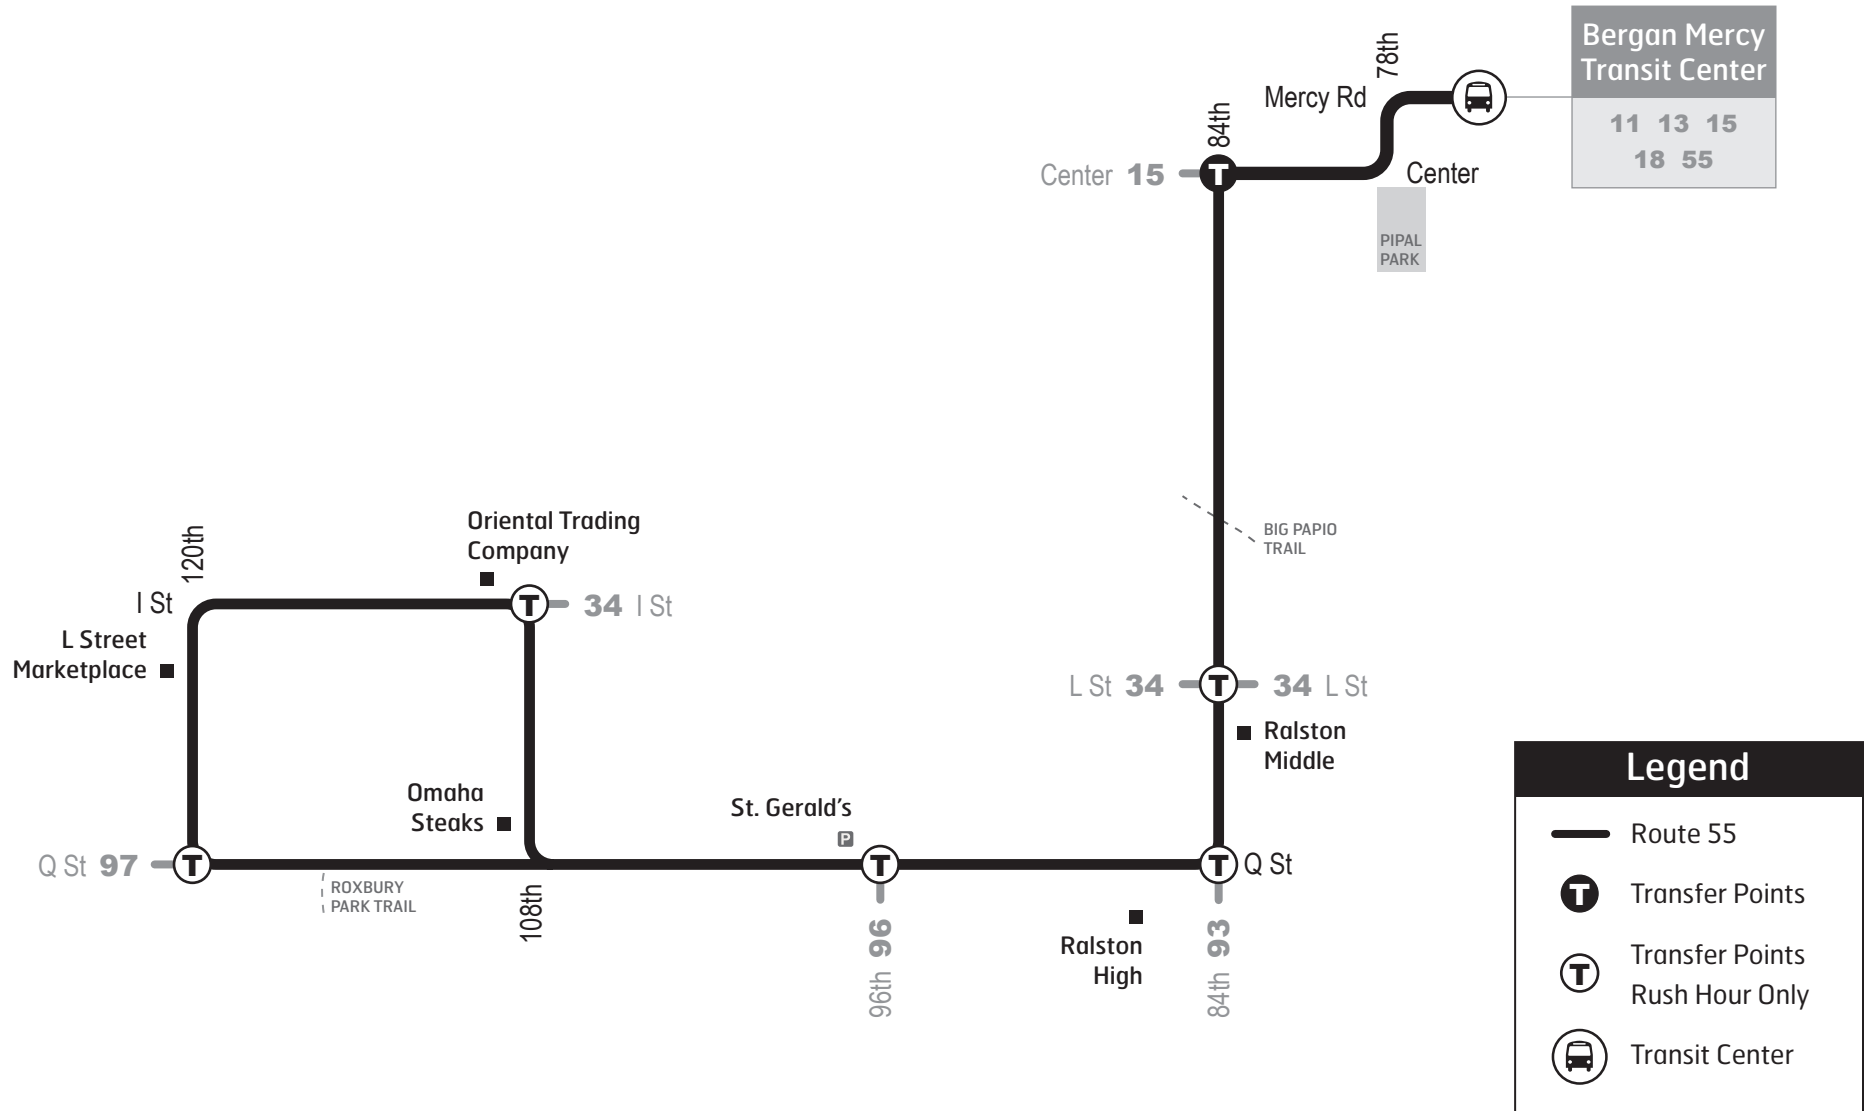 Bergan Mercy
Transit Center
11 13 15
18 55
78th
Mercy Rd
84th
Center 15
T
Center
PIPAL
PARK
BIG PAPIO
TRAIL
Oriental Trading
Company
120th
I St
T
34 I St
L Street
Marketplace
L St 34
T
34 L St
Ralston
Middle
Omaha
Steaks
St. Gerald's
P
Q St 97
T
T
T
Q St
ROXBURY
PARK TRAIL
108th
96th 96
Ralston
High
84th 93
Legend
Route 55
T
Transfer Points
T
Transfer Points
Rush Hour Only
Transit Center